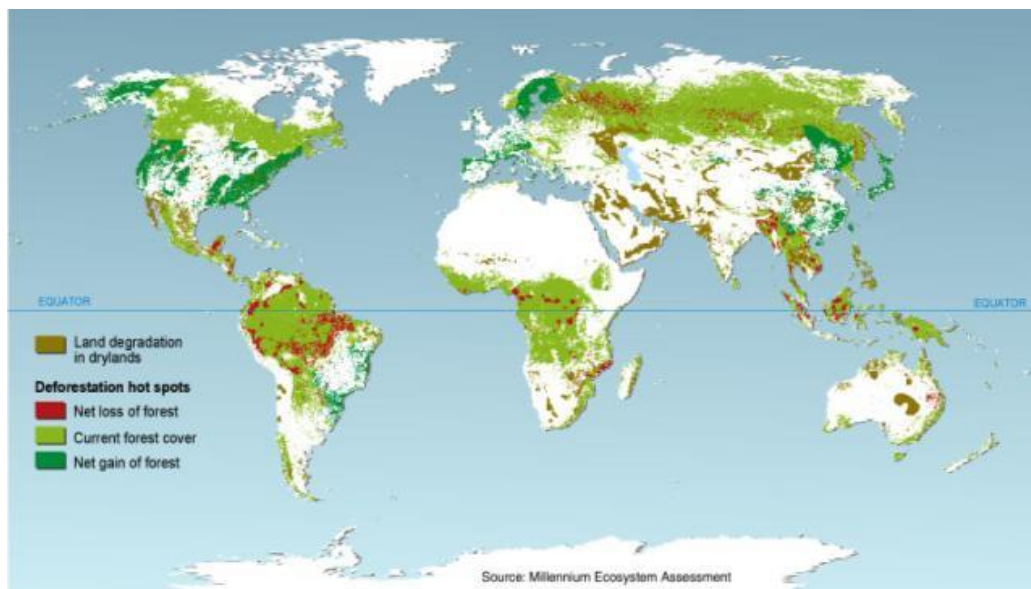 EQUATOR
EQUATOR
Land degradation
in drylands
Deforestation hot spots
Net loss of forest
Current forest cover
Net gain of forest
Source: Millennium Ecosystem Assessment